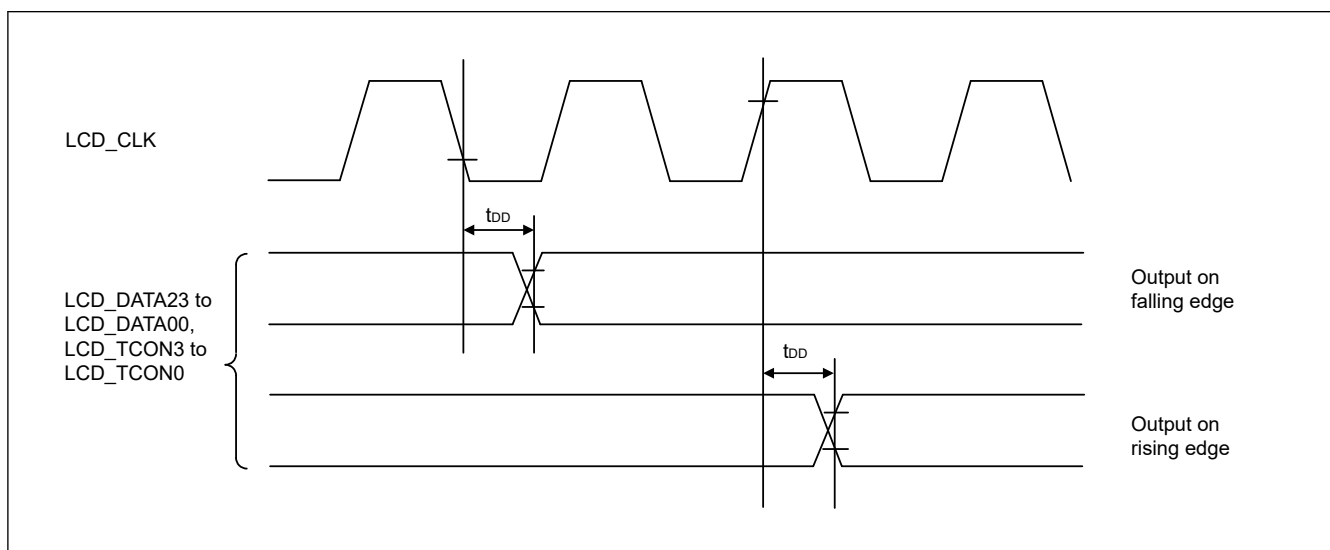 LCD_CLK
tDD
LCD_DATA23 to
LCD_DATA00,
LCD_TCON3 to
LCD_TCON0
Output on
falling edge
tDD
Output on
rising edge